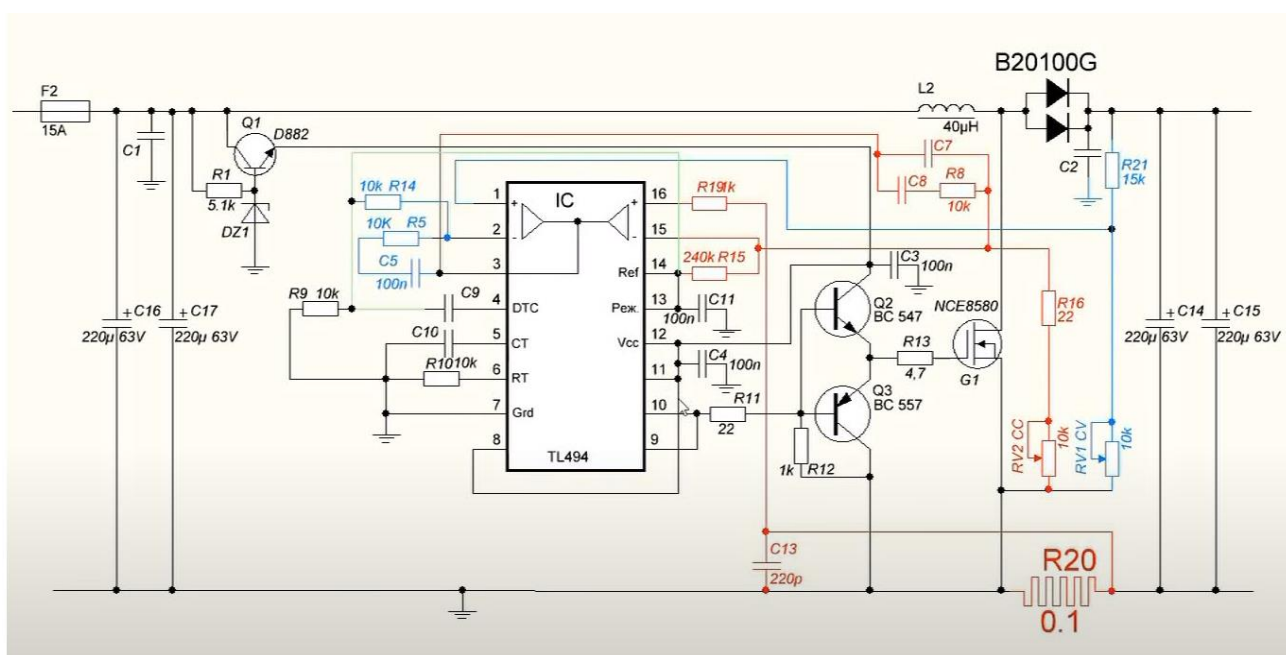 B20100G
F2
15A
L2
40µH
Q1
D882
C1
R1
5.1k
DZ1
C7
C8
R8
10k
C2
R21
15k
10k R14
10K R5
C5
100n
1
2
3
4
5
6
7
8
+
-
IC
+
-
Ref
DTC
Реж.
CT
Vcc
RT
Grd
TL494
16
15
14
13
12
11
10
9
R19 1k
240k R15
C11
100n
C4
100n
C3
100n
R9 10k
C9
C10
R10 10k
Q2
BC 547
Q3
BC 557
R11
22
1k R12
R13
4,7
NCE8580
G1
R16
22
RV2 CC
10k
RV1 CV
10k
+C16
220µ 63V
+C17
220µ 63V
+C14
220µ 63V
+C15
220µ 63V
C13
220p
R20
0.1